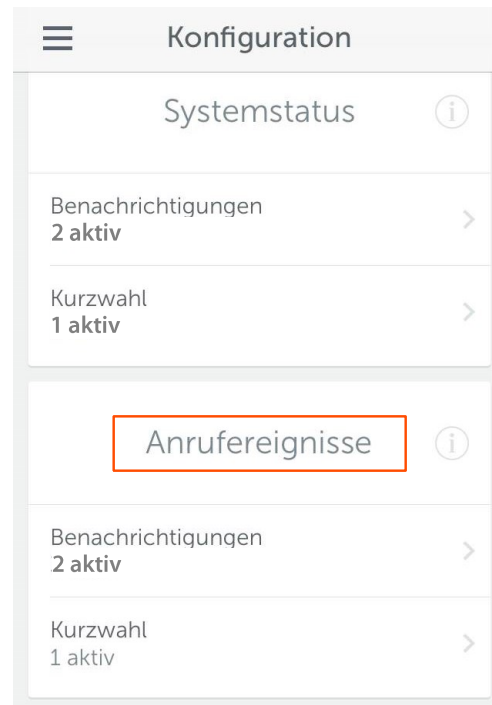 Konfiguration
Systemstatus
Benachrichtigungen
2 aktiv
Kurzwahl
1 aktiv
Anrufereignisse
Benachrichtigungen
2 aktiv
Kurzwahl
1 aktiv